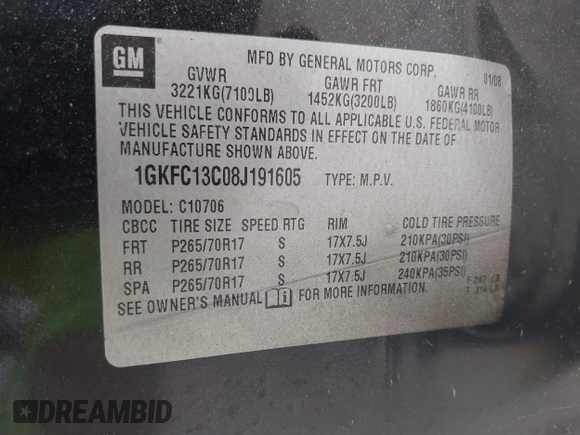 GM
MFD BY GENERAL MOTORS CORP. 01/08
GVWR GAWR FRT GAWR RR
3221KG(7100LB) 1452KG(3200LB) 1860KG(4100LB)
THIS VEHICLE CONFORMS TO ALL APPLICABLE U.S. FEDERAL MOTOR
VEHICLE SAFETY STANDARDS IN EFFECT ON THE DATE OF
MANUFACTURE SHOWN ABOVE.
1GKFC13C08J191605 TYPE: M.P.V.
MODEL: C10706
CBCC TIRE SIZE SPEED RTG RIM COLD TIRE PRESSURE
FRT P265/70R17 S 17X7.5J 210KPA(30PSI)
RR P265/70R17 S 17X7.5J 210KPA(30PSI)
SPA P265/70R17 S 17X7.5J 240KPA(35PSI)
SEE OWNER'S MANUAL i FOR MORE INFORMATION.
DREAMBID